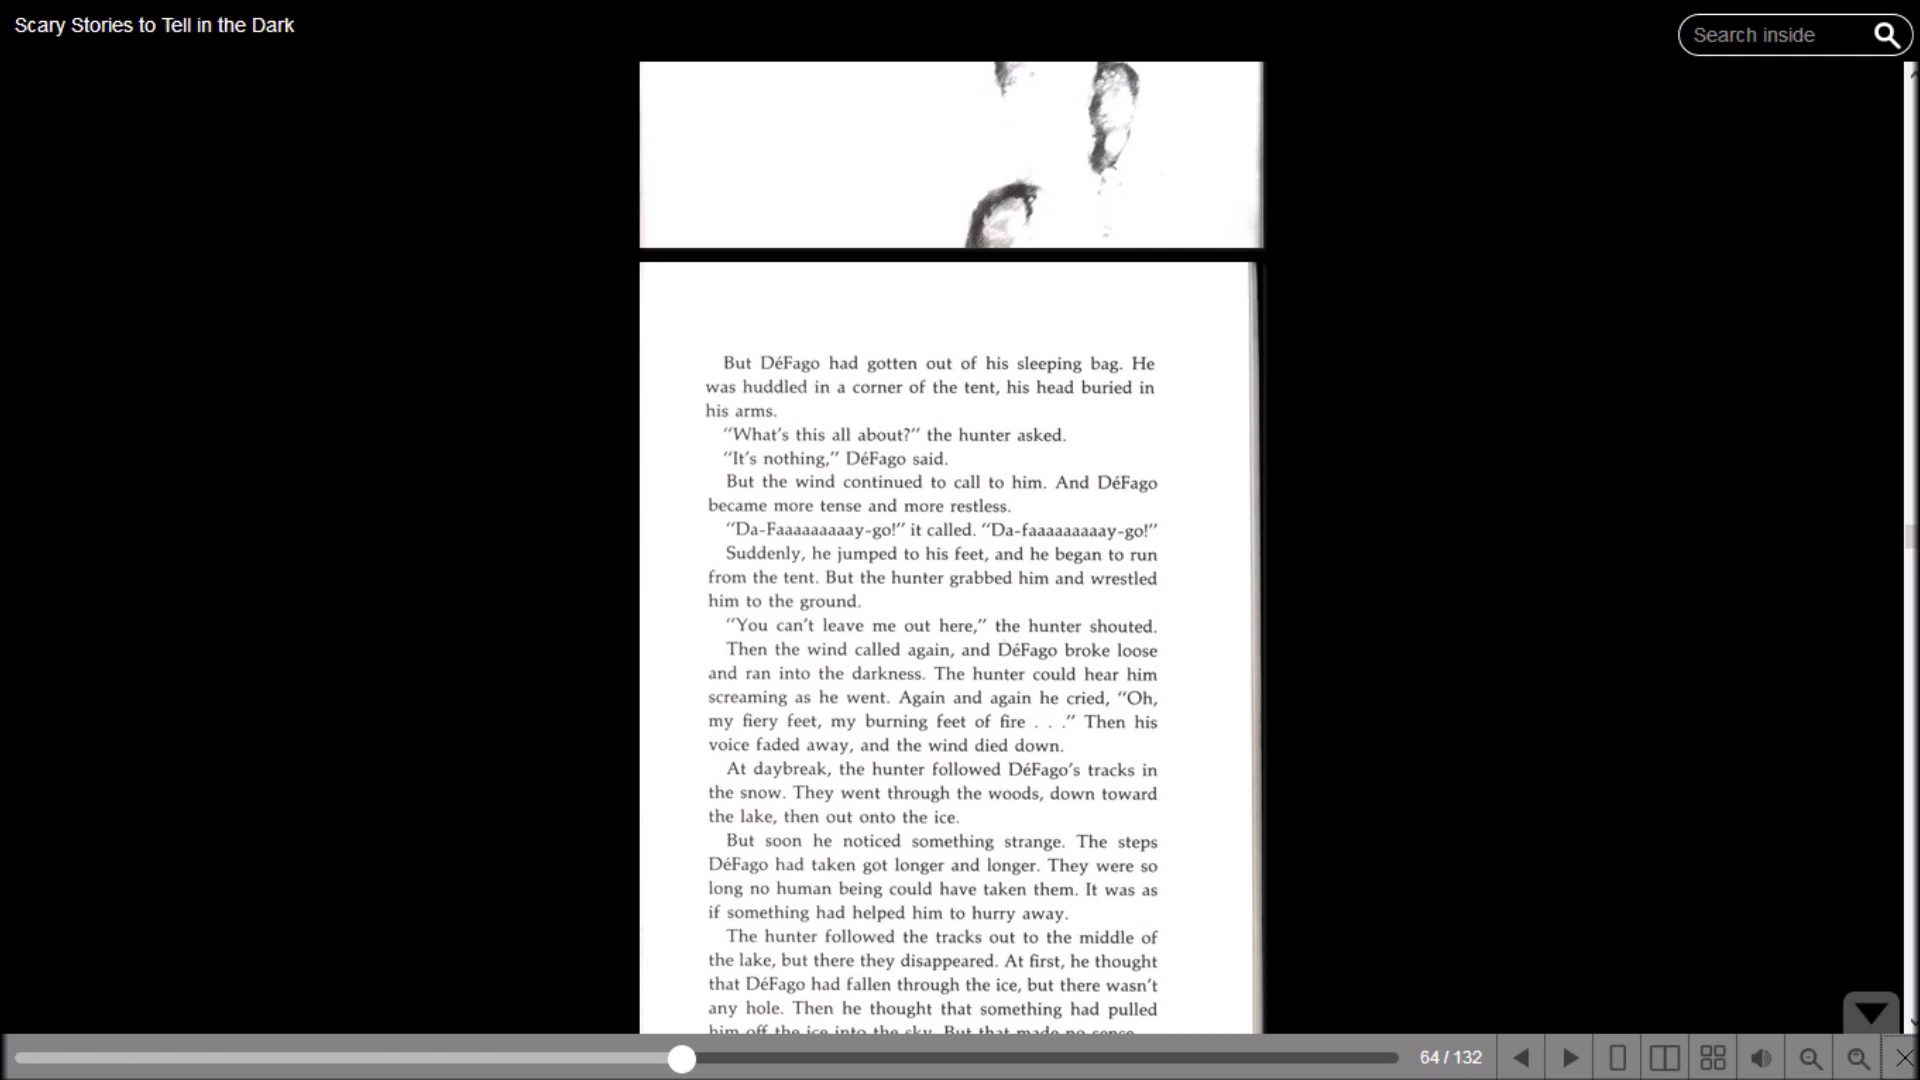 Scary Stories to Tell in the Dark
Search inside
But DéFago had gotten out of his sleeping bag. He
was huddled in a corner of the tent, his head buried in
his arms.
“What’s this all about?” the hunter asked.
“It’s nothing,” DéFago said.
But the wind continued to call to him. And DéFago
became more tense and more restless.
“Da-Faaaaaaaaay-go!” it called. “Da-faaaaaaaaay-go!”
Suddenly, he jumped to his feet, and he began to run
from the tent. But the hunter grabbed him and wrestled
him to the ground.
“You can’t leave me out here,” the hunter shouted.
Then the wind called again, and DéFago broke loose
and ran into the darkness. The hunter could hear him
screaming as he went. Again and again he cried, “Oh,
my fiery feet, my burning feet of fire . . .” Then his
voice faded away, and the wind died down.
At daybreak, the hunter followed DéFago’s tracks in
the snow. They went through the woods, down toward
the lake, then out onto the ice.
But soon he noticed something strange. The steps
DéFago had taken got longer and longer. They were so
long no human being could have taken them. It was as
if something had helped him to hurry away.
The hunter followed the tracks out to the middle of
the lake, but there they disappeared. At first, he thought
that DéFago had fallen through the ice, but there wasn’t
any hole. Then he thought that something had pulled
him off the ice into the sky. But that made no sense.
64 / 132